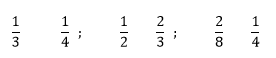 1/3 1/4 ; 1/2 2/3 ; 2/8 1/4